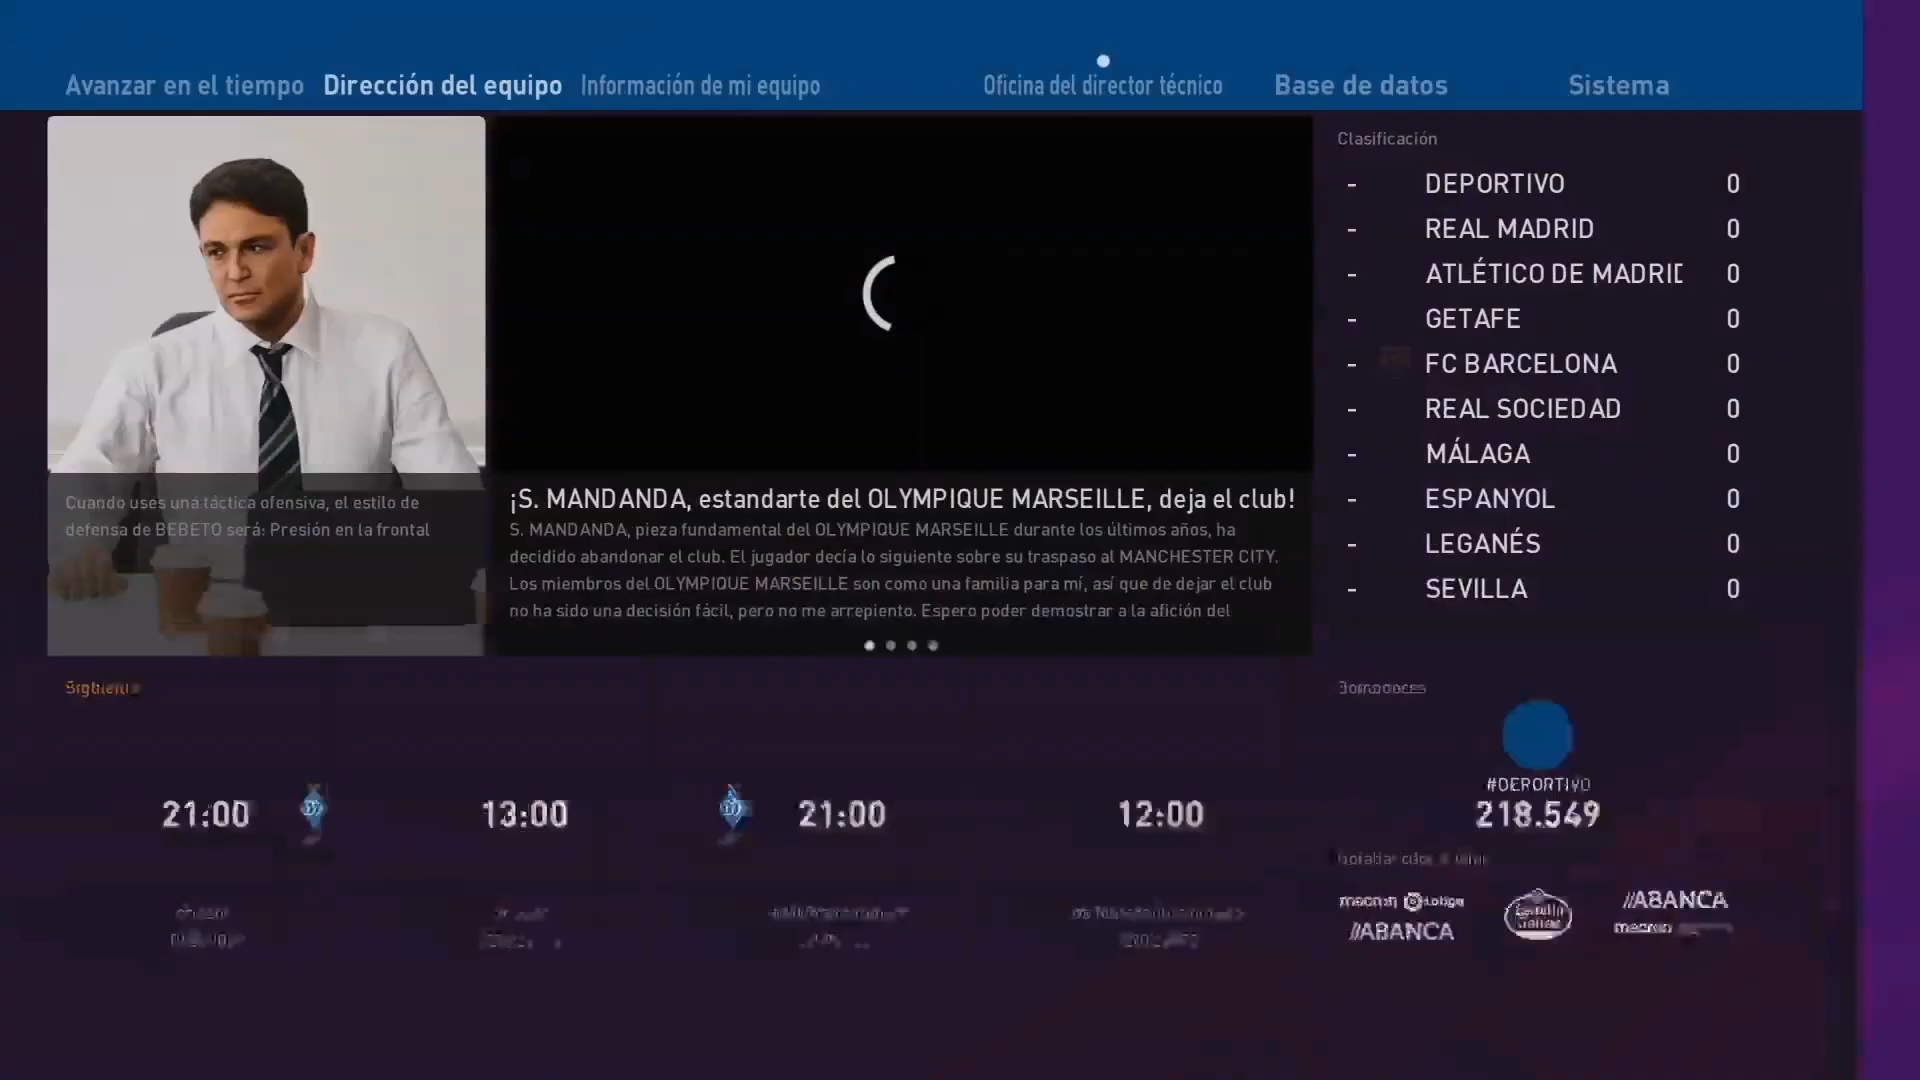 Avanzar en el tiempo Dirección del equipo Información de mi equipo Oficina del director técnico Base de datos Sistema
Cuando uses una táctica ofensiva, el estilo de
defensa de BEBETO será: Presión en la frontal
¡S. MANDANDA, estandarte del OLYMPIQUE MARSEILLE, deja el club!
S. MANDANDA, pieza fundamental del OLYMPIQUE MARSEILLE durante los últimos años, ha
decidido abandonar el club. El jugador decía lo siguiente sobre su traspaso al MANCHESTER CITY.
Los miembros del OLYMPIQUE MARSEILLE son como una familia para mí, así que de dejar el club
no ha sido una decisión fácil, pero no me arrepiento. Espero poder demostrar a la afición del
Clasificación
- DEPORTIVO 0
- REAL MADRID 0
- ATLÉTICO DE MADRID 0
- GETAFE 0
- FC BARCELONA 0
- REAL SOCIEDAD 0
- MÁLAGA 0
- ESPANYOL 0
- LEGANÉS 0
- SEVILLA 0
21:00 13:00 21:00 12:00
#DEPORTIVO
218.549
//ABANCA
//ABANCA